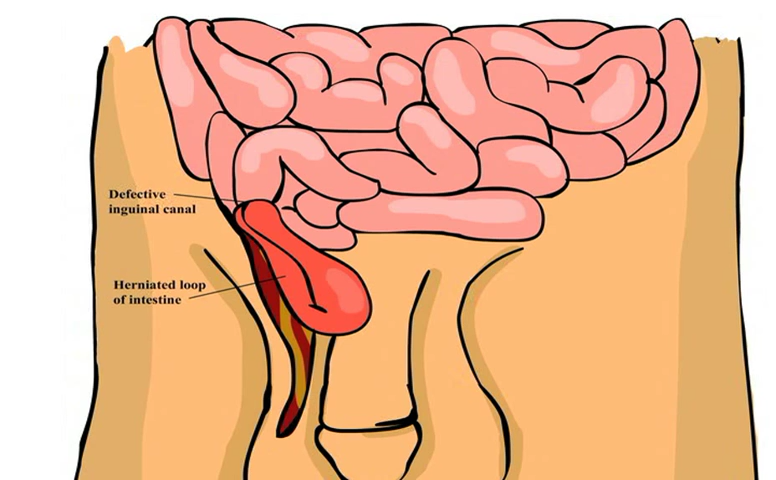 Defective
inguinal canal
Herniated loop
of intestine